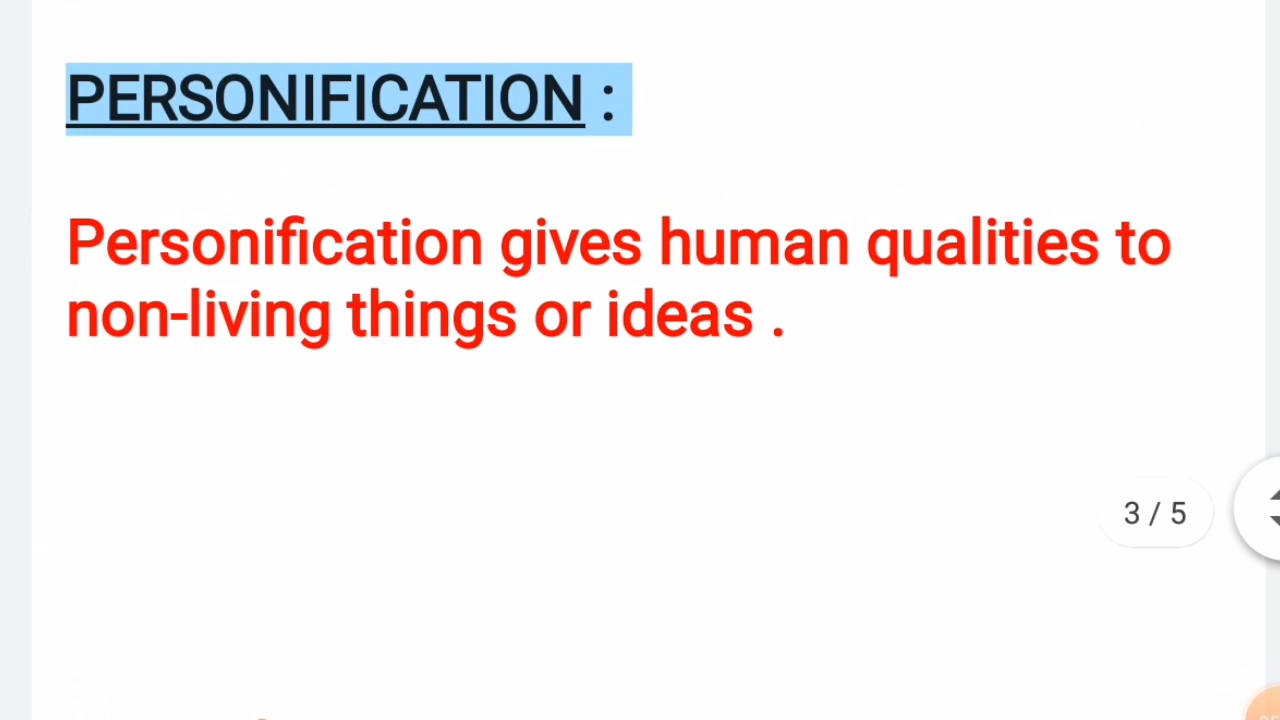 PERSONIFICATION :
Personification gives human qualities to
non-living things or ideas .
3 / 5